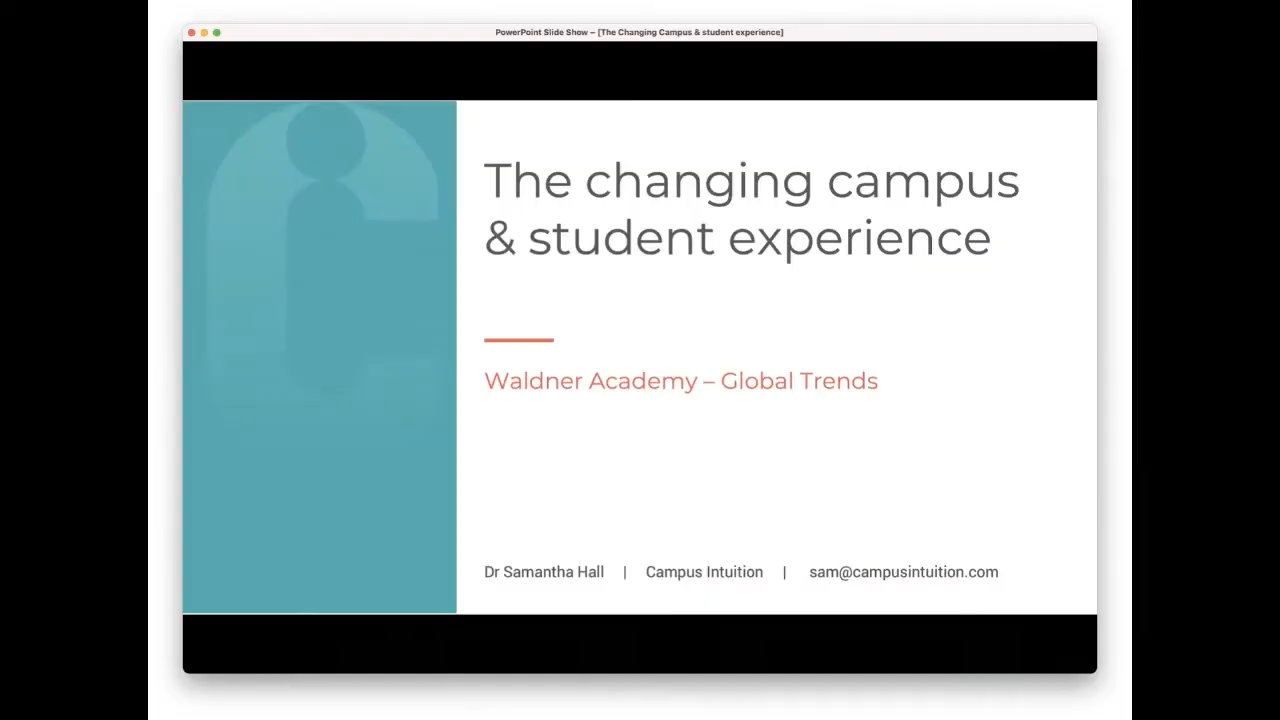 PowerPoint Slide Show – [The Changing Campus & student experience]
The changing campus
& student experience
Waldner Academy – Global Trends
Dr Samantha Hall | Campus Intuition | sam@campusintuition.com